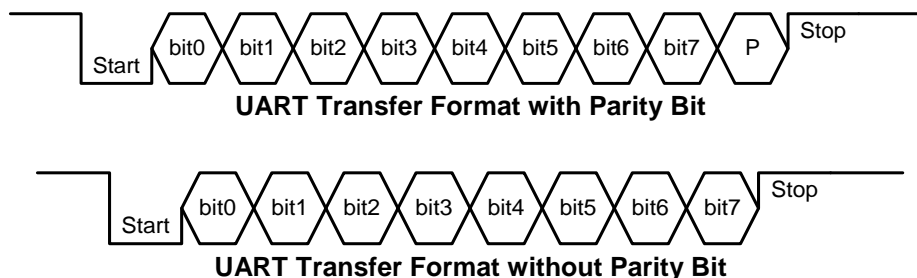 Start bit0 bit1 bit2 bit3 bit4 bit5 bit6 bit7 P Stop
UART Transfer Format with Parity Bit
Start bit0 bit1 bit2 bit3 bit4 bit5 bit6 bit7 Stop
UART Transfer Format without Parity Bit